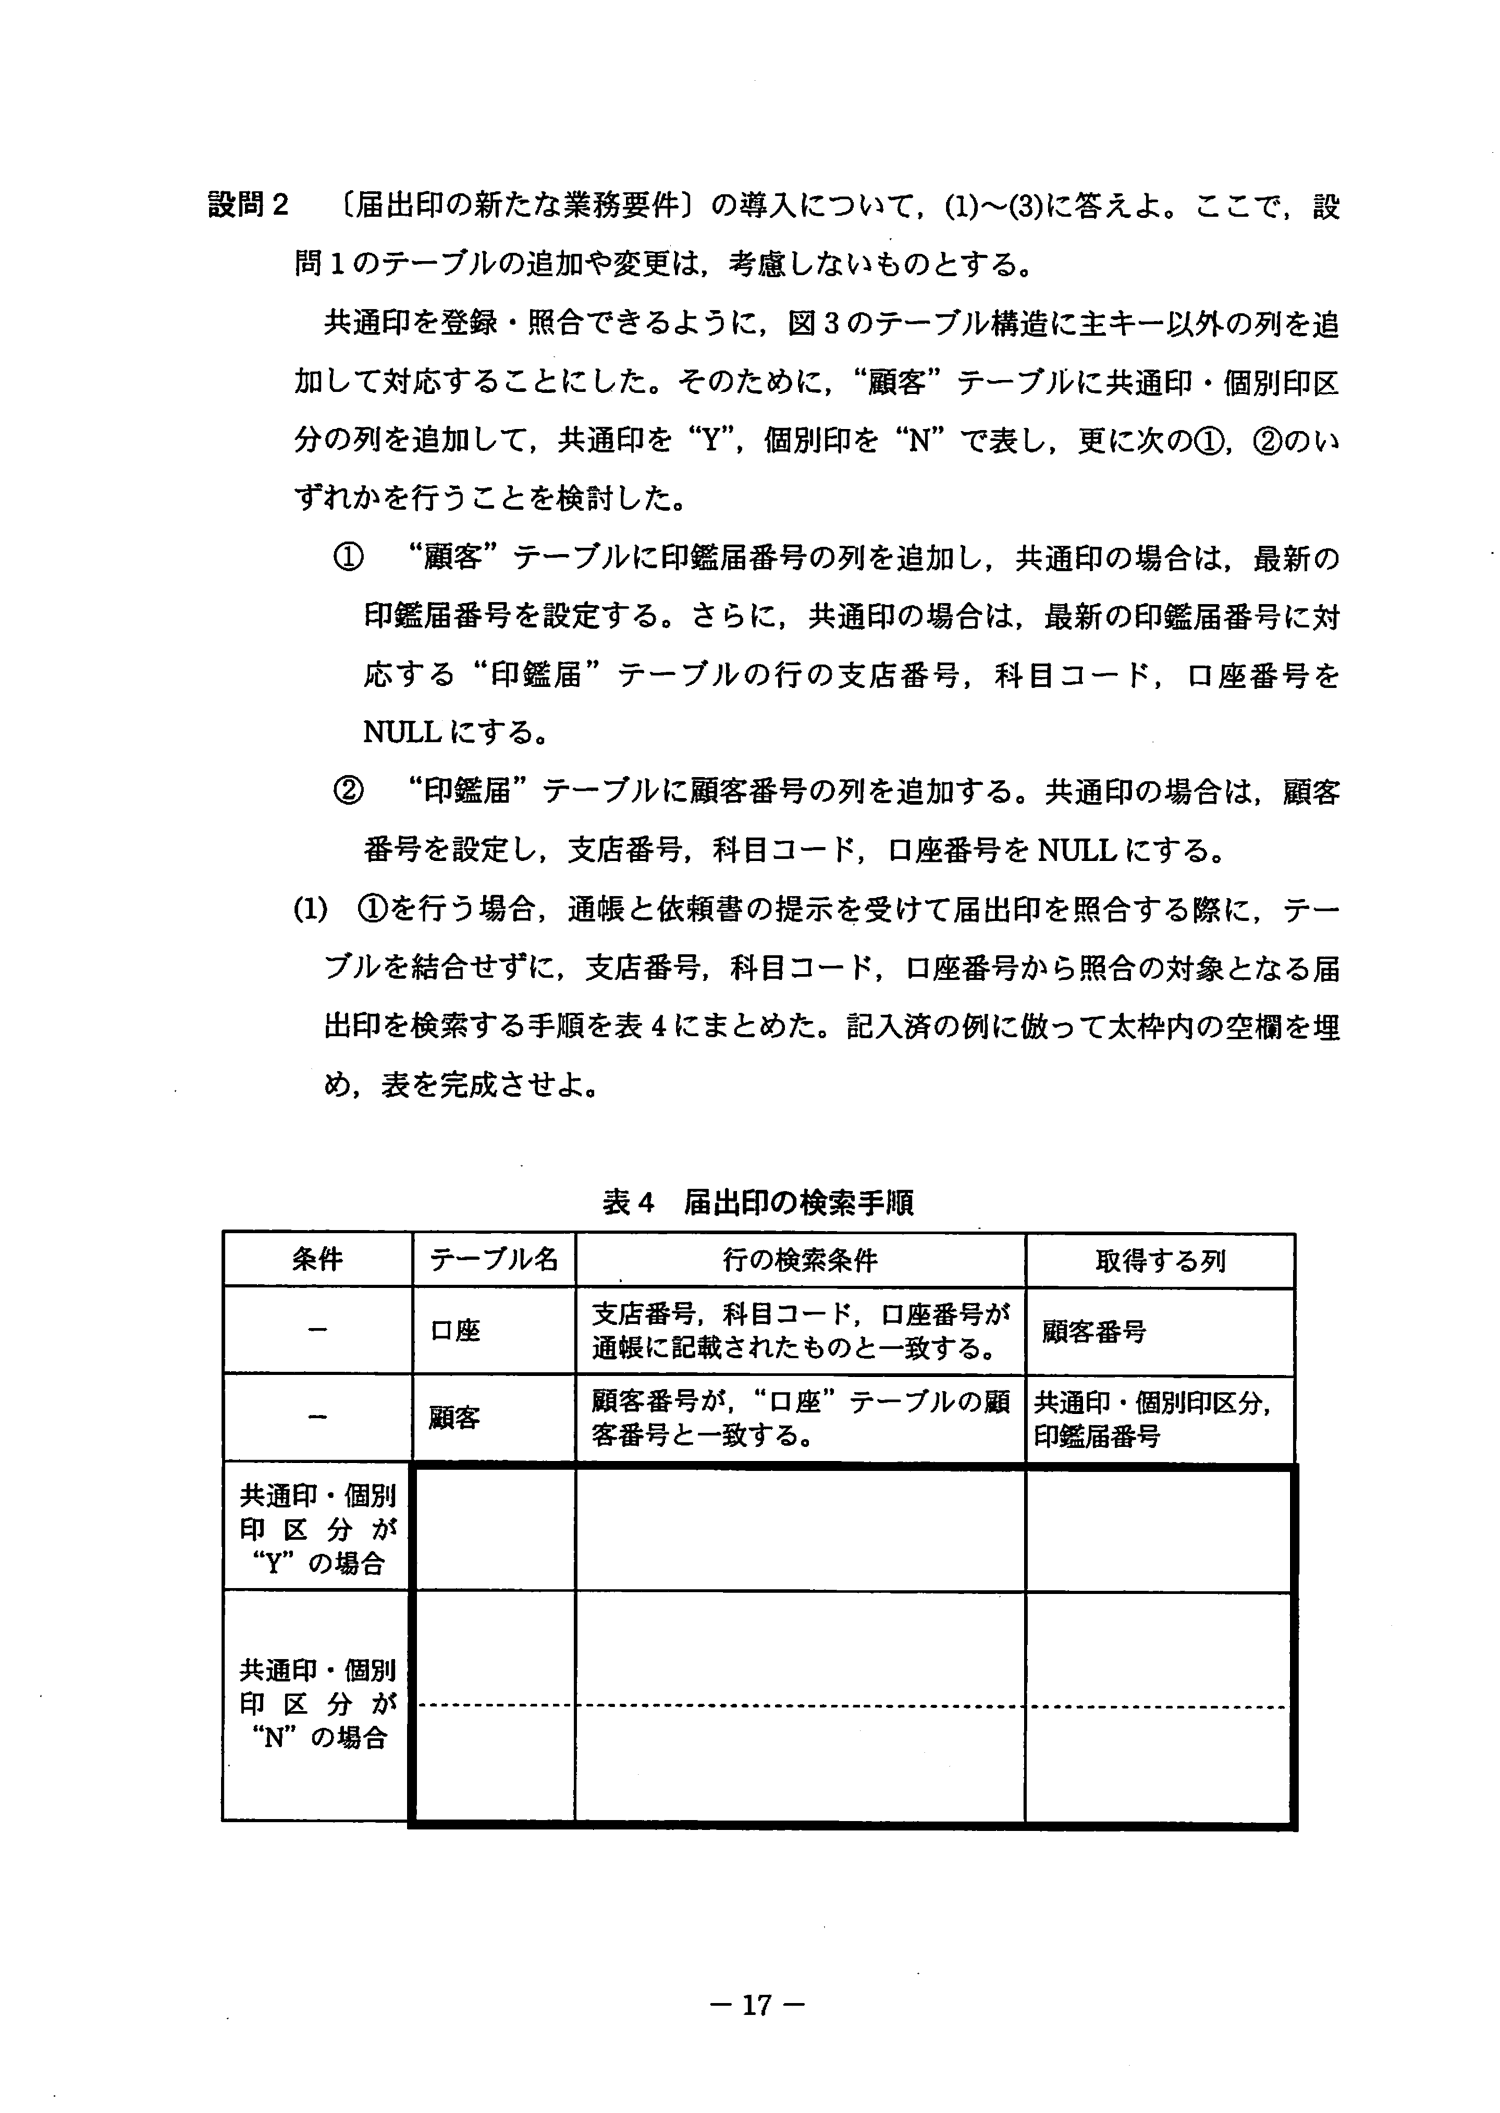 設問2　〔届出印の新たな業務要件〕の導入について，(1)～(3)に答えよ。ここで，設
問1のテーブルの追加や変更は，考慮しないものとする。
共通印を登録・照合できるように，図3のテーブル構造に主キー以外の列を追
加して対応することにした。そのために，“顧客”テーブルに共通印・個別印区
分の列を追加して，共通印を“Y”，個別印を“N”で表し，更に次の①，②のい
ずれかを行うことを検討した。
①　“顧客”テーブルに印鑑届番号の列を追加し，共通印の場合は，最新の
印鑑届番号を設定する。さらに，共通印の場合は，最新の印鑑届番号に対
応する“印鑑届”テーブルの行の支店番号，科目コード，口座番号を
NULLにする。
②　“印鑑届”テーブルに顧客番号の列を追加する。共通印の場合は，顧客
番号を設定し，支店番号，科目コード，口座番号をNULLにする。
(1)　①を行う場合，通帳と依頼書の提示を受けて届出印を照合する際に，テー
ブルを結合せずに，支店番号，科目コード，口座番号から照合の対象となる届
出印を検索する手順を表4にまとめた。記入済の例に倣って太枠内の空欄を埋
め，表を完成させよ。
表4　届出印の検索手順
条件　テーブル名　行の検索条件　取得する列
－　口座　支店番号，科目コード，口座番号が
通帳に記載されたものと一致する。　顧客番号
－　顧客　顧客番号が，“口座”テーブルの顧
客番号と一致する。　共通印・個別印区分，
印鑑届番号
共通印・個別
印区分が
“Y”の場合
共通印・個別
印区分が
“N”の場合
－ 17 －